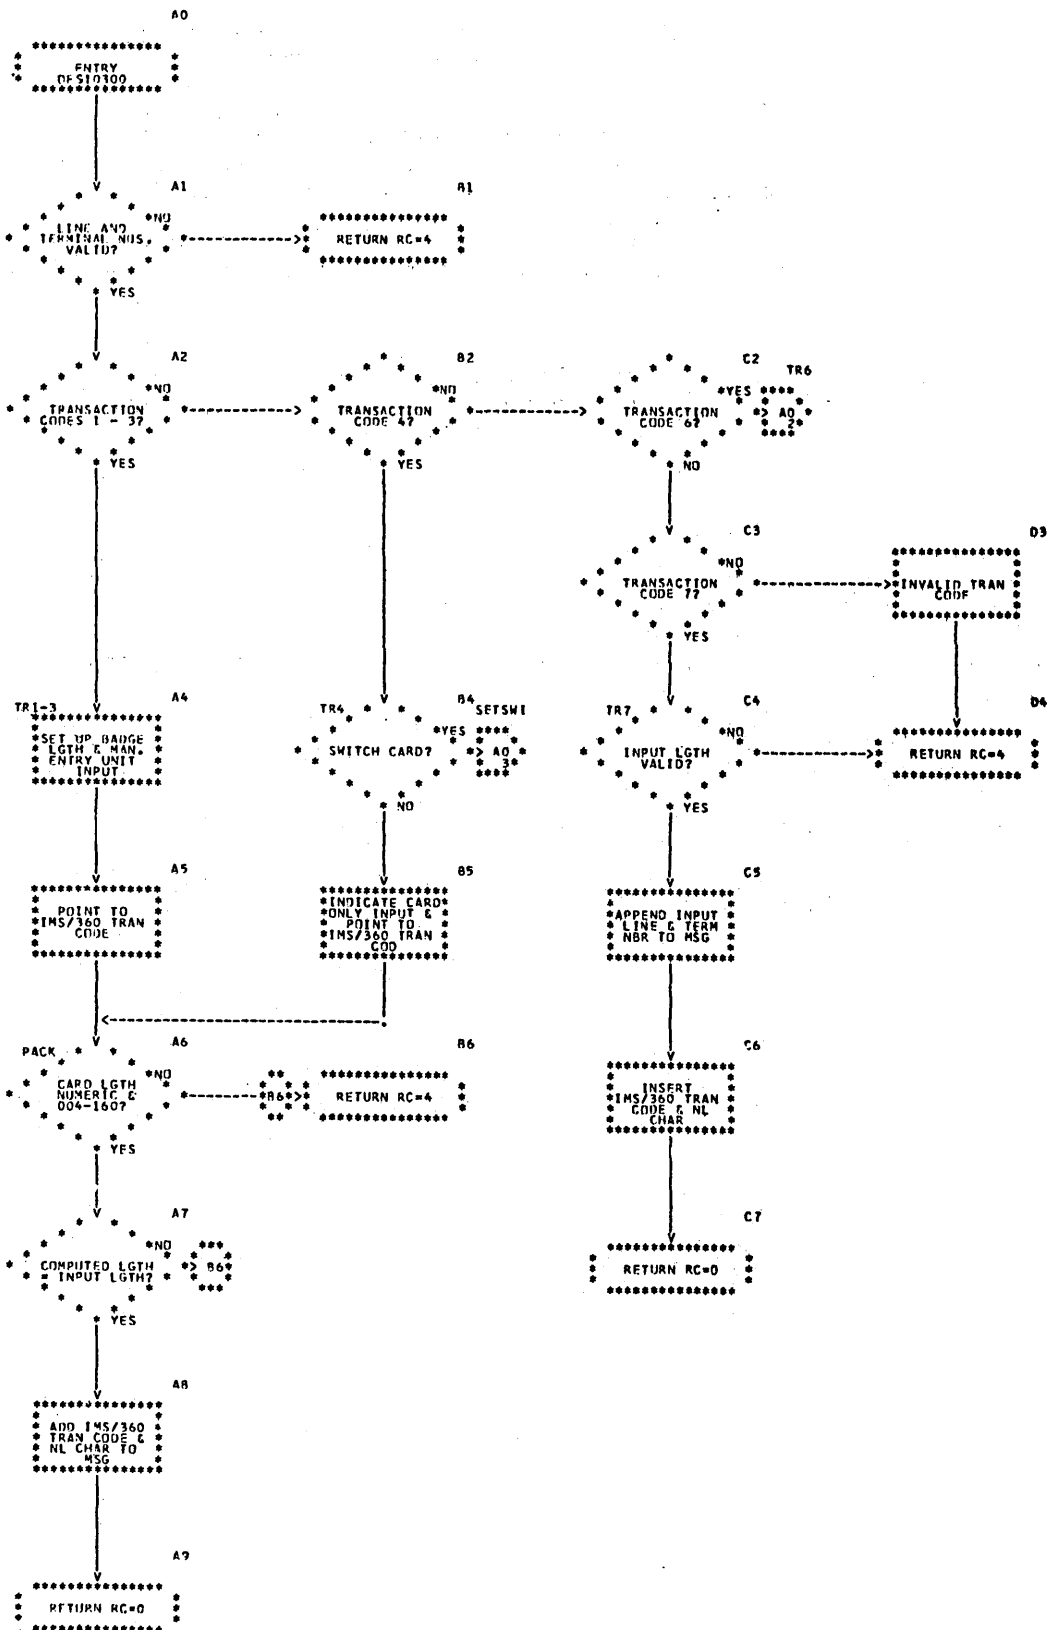 A0
ENTRY
DFSI0300
A1
LINE AND
TERMINAL NOS.
VALID?
NO
YES
B1
RETURN RC=4
A2
TRANSACTION
CODES 1 - 3?
NO
YES
B2
TRANSACTION
CODE 4?
NO
YES
C2
TRANSACTION
CODE 6?
YES
NO
TR6
A0
2
C3
TRANSACTION
CODE 7?
NO
YES
D3
INVALID TRAN
CODE
TR1-3
A4
SET UP BADGE
LGTH & MAN.
ENTRY UNIT
INPUT
TR4
B4
SWITCH CARD?
YES
NO
SETSWI
A0
3
TR7
C4
INPUT LGTH
VALID?
NO
YES
D4
RETURN RC=4
A5
POINT TO
IMS/360 TRAN
CODE
B5
INDICATE CARD
ONLY INPUT &
POINT TO
IMS/360 TRAN
COD
C5
APPEND INPUT
LINE & TERM
NBR TO MSG
PACK
A6
CARD LGTH
NUMERIC &
004-160?
NO
YES
B6
B6
RETURN RC=4
C6
INSERT
IMS/360 TRAN
CODE & NL
CHAR
A7
COMPUTED LGTH
= INPUT LGTH?
NO
YES
B6
C7
RETURN RC=0
A8
ADD IMS/360
TRAN CODE &
NL CHAR TO
MSG
A9
RETURN RC=0